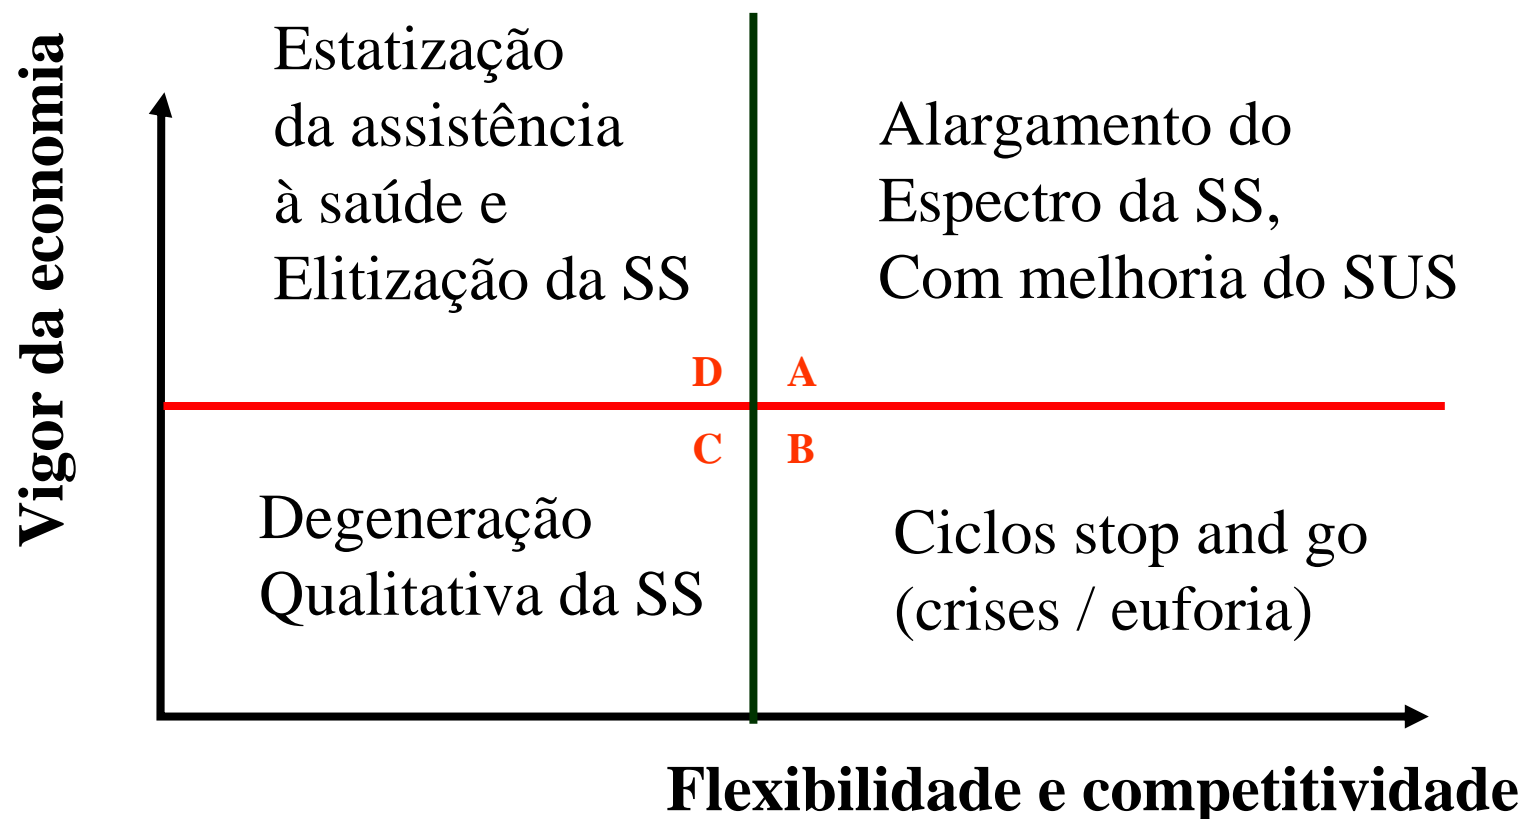 Vigor da economia
Estatização
da assistência
à saúde e
Elitização da SS
Alargamento do
Espectro da SS,
Com melhoria do SUS
D
A
C
B
Degeneração
Qualitativa da SS
Ciclos stop and go
(crises / euforia)
Flexibilidade e competitividade